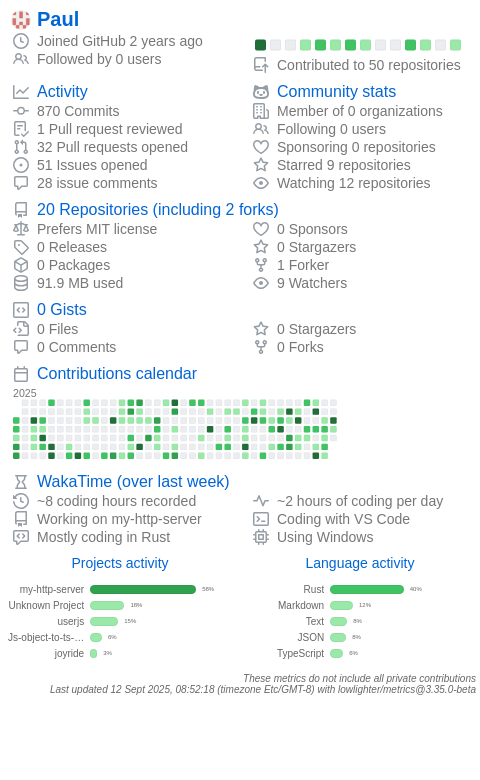 Paul
Joined GitHub 2 years ago
Followed by 0 users
Contributed to 50 repositories
Activity
870 Commits
1 Pull request reviewed
32 Pull requests opened
51 Issues opened
28 issue comments
Community stats
Member of 0 organizations
Following 0 users
Sponsoring 0 repositories
Starred 9 repositories
Watching 12 repositories
20 Repositories (including 2 forks)
Prefers MIT license
0 Releases
0 Packages
91.9 MB used
0 Sponsors
0 Stargazers
1 Forker
9 Watchers
0 Gists
0 Files
0 Comments
0 Stargazers
0 Forks
Contributions calendar
2025
WakaTime (over last week)
~8 coding hours recorded
Working on my-http-server
Mostly coding in Rust
~2 hours of coding per day
Coding with VS Code
Using Windows
Projects activity
my-http-server 58%
Unknown Project 18%
userjs 15%
Js-object-to-ts-… 6%
joyride 3%
Language activity
Rust 40%
Markdown 12%
Text 8%
JSON 8%
TypeScript 6%
These metrics do not include all private contributions
Last updated 12 Sept 2025, 08:52:18 (timezone Etc/GMT-8) with lowlighter/metrics@3.35.0-beta